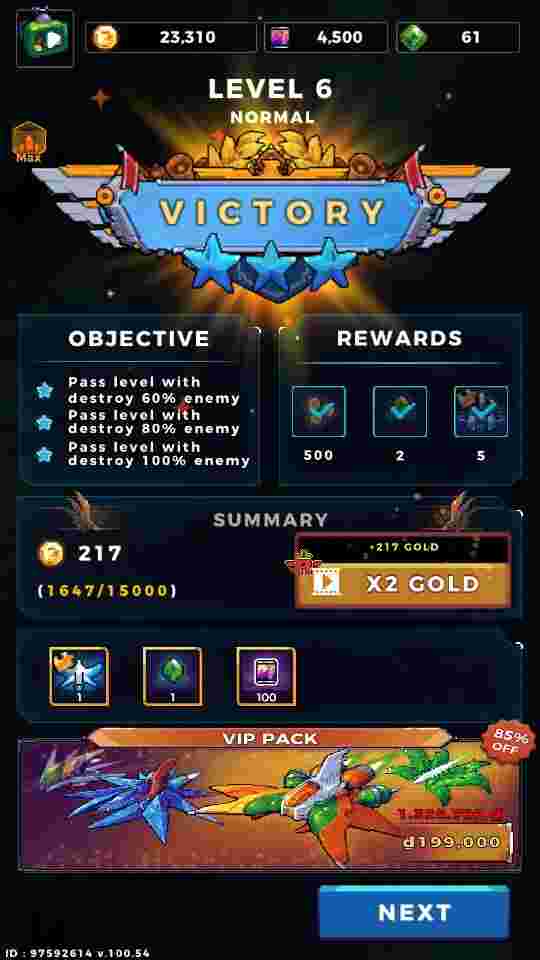 23,310
4,500
61
LEVEL 6
NORMAL
Max
VICTORY
OBJECTIVE
Pass level with
destroy 60% enemy
Pass level with
destroy 80% enemy
Pass level with
destroy 100% enemy
REWARDS
500
2
5
SUMMARY
217
(1647/15000)
+217 GOLD
X2 GOLD
1
1
100
VIP PACK
85%
OFF
đ199,000
NEXT
ID : 97592614 v.100.54